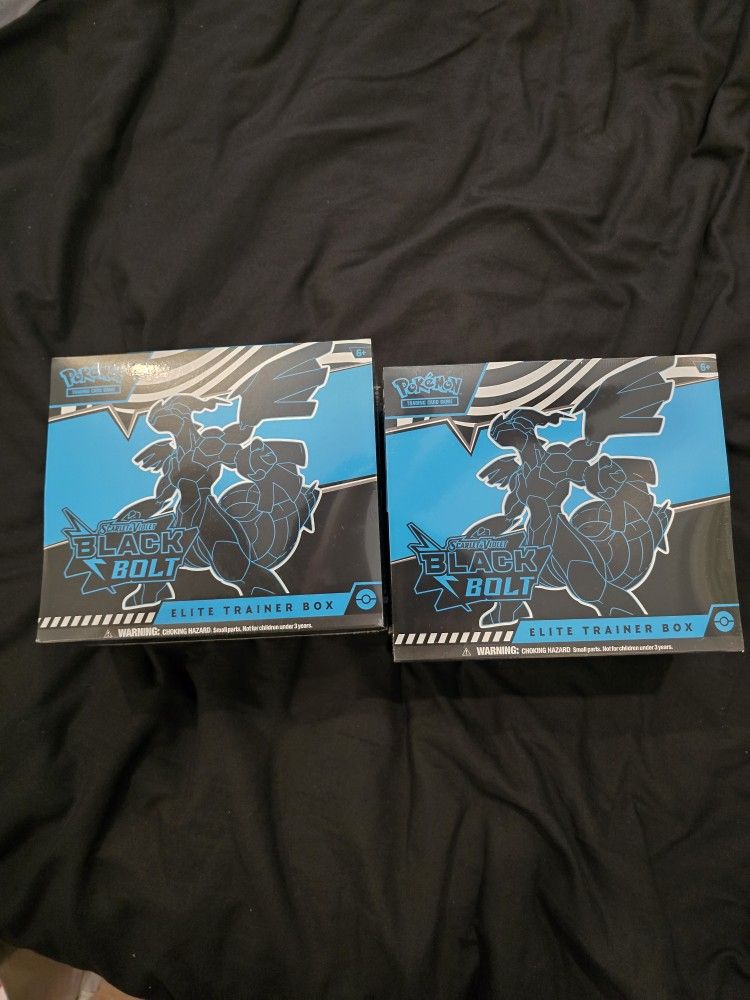 Pokémon
TRADING CARD GAME
6+
SCARLET & VIOLET
BLACK
BOLT
ELITE TRAINER BOX
WARNING: CHOKING HAZARD. Small parts. Not for children under 3 years.
Pokémon
TRADING CARD GAME
6+
SCARLET & VIOLET
BLACK
BOLT
ELITE TRAINER BOX
WARNING: CHOKING HAZARD. Small parts. Not for children under 3 years.